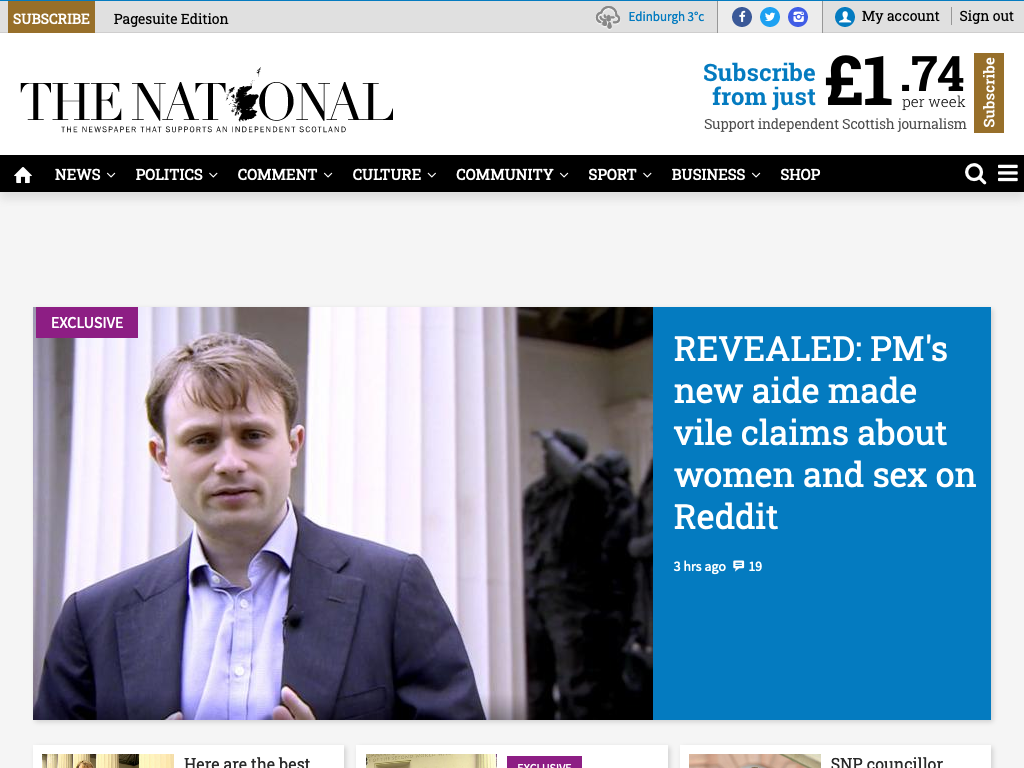 SUBSCRIBE Pagesuite Edition Edinburgh 3°c My account Sign out
THE NATIONAL
THE NEWSPAPER THAT SUPPORTS AN INDEPENDENT SCOTLAND
Subscribe
from just
£1.74
per week
Support independent Scottish journalism
Subscribe
NEWS POLITICS COMMENT CULTURE COMMUNITY SPORT BUSINESS SHOP
EXCLUSIVE
REVEALED: PM's
new aide made
vile claims about
women and sex on
Reddit
3 hrs ago 19
Here are the best
EXCLUSIVE
SNP councillor